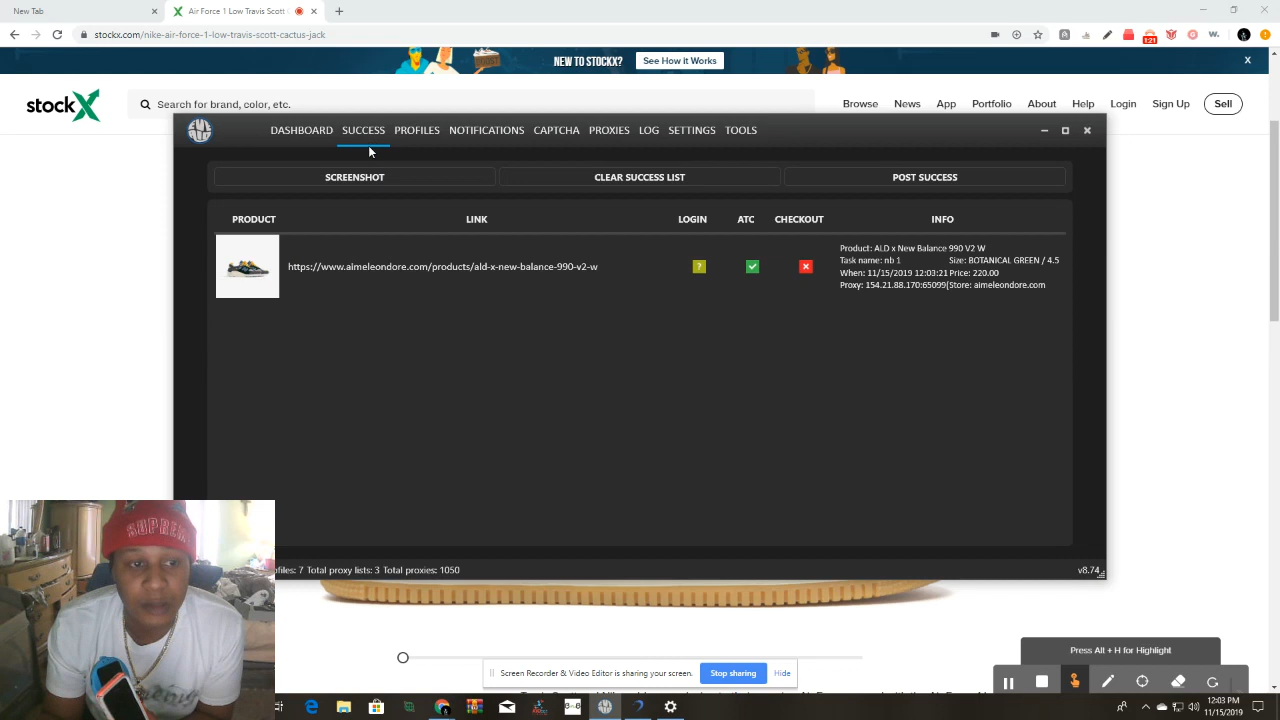 New Tab
Air Force 1 Low Travis Scott
stockx.com/nike-air-force-1-low-travis-scott-cactus-jack
1:21
BOOST
NEW TO STOCKX?
See How it Works
X
stockX
Search for brand, color, etc.
Browse News App Portfolio About Help Login Sign Up Sell
DASHBOARD SUCCESS PROFILES NOTIFICATIONS CAPTCHA PROXIES LOG SETTINGS TOOLS
SCREENSHOT CLEAR SUCCESS LIST POST SUCCESS
PRODUCT LINK LOGIN ATC CHECKOUT INFO
https://www.aimeleondore.com/products/ald-x-new-balance-990-v2-w
?
Product: ALD x New Balance 990 V2 W
Task name: nb 1 Size: BOTANICAL GREEN / 4.5
When: 11/15/2019 12:03:21 Price: 220.00
Proxy: 154.21.88.170:65099( Store: aimeleondore.com
SUPREM
files: 7 Total proxy lists: 3 Total proxies: 1050
v8.74
Press Alt + H for Highlight
Screen Recorder & Video Editor is sharing your screen.
Stop sharing
Hide
12:03 PM
11/15/2019